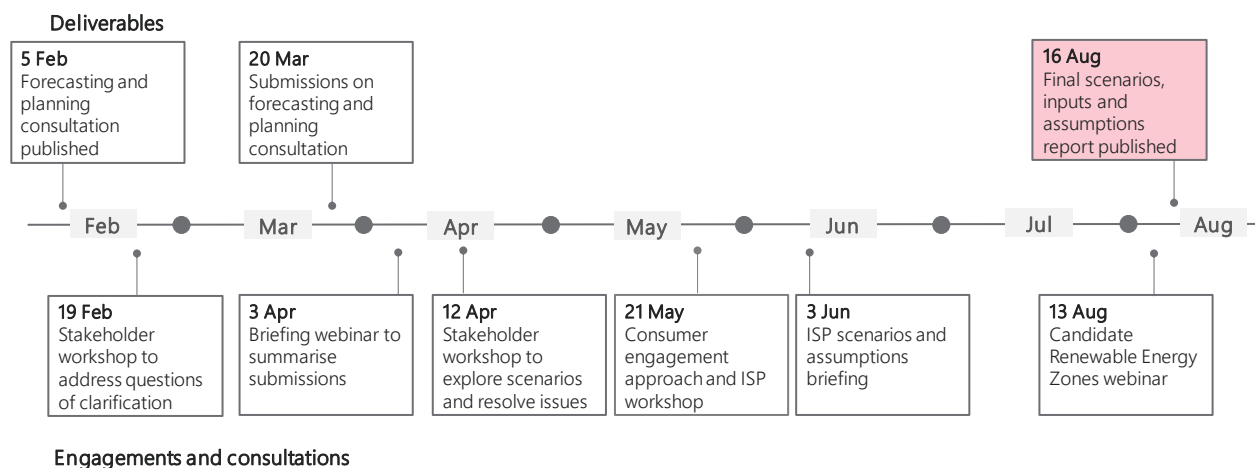 Deliverables
5 Feb
Forecasting and
planning
consultation
published
20 Mar
Submissions on
forecasting and
planning
consultation
16 Aug
Final scenarios,
inputs and
assumptions
report published
Feb
Mar
Apr
May
Jun
Jul
Aug
19 Feb
Stakeholder
workshop to
address questions
of clarification
3 Apr
Briefing webinar to
summarise
submissions
12 Apr
Stakeholder
workshop to
explore scenarios
and resolve issues
21 May
Consumer
engagement
approach and ISP
workshop
3 Jun
ISP scenarios and
assumptions
briefing
13 Aug
Candidate
Renewable Energy
Zones webinar
Engagements and consultations